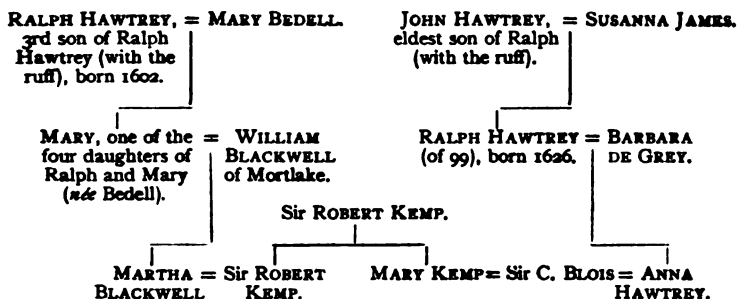 RALPH HAWTREY, = MARY BEDELL.
3rd son of Ralph
Hawtrey (with the
ruff), born 1602.
JOHN HAWTREY, = SUSANNA JAMES.
eldest son of Ralph
(with the ruff).
MARY, one of the = WILLIAM
four daughters of BLACKWELL
Ralph and Mary of Mortlake.
(née Bedell).
RALPH HAWTREY = BARBARA
(of 99), born 1626. DE GREY.
Sir ROBERT KEMP.
MARTHA = Sir ROBERT
BLACKWELL KEMP.
MARY KEMP = Sir C. BLOIS = ANNA
HAWTREY.